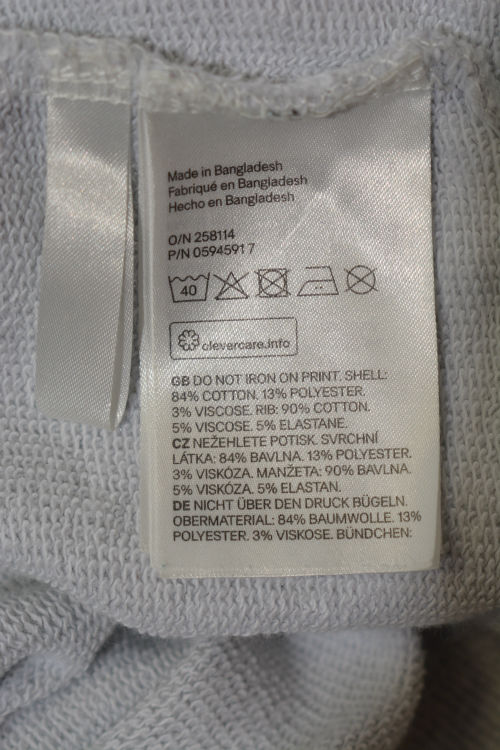 Made in Bangladesh
Fabriqué en Bangladesh
Hecho en Bangladesh
O/N 258114
P/N 0594591 7
40
clevercare.info
GB DO NOT IRON ON PRINT. SHELL:
84% COTTON. 13% POLYESTER.
3% VISCOSE. RIB: 90% COTTON.
5% VISCOSE. 5% ELASTANE.
CZ NEŽEHLETE POTISK. SVRCHNÍ
LÁTKA: 84% BAVLNA. 13% POLYESTER.
3% VISKÓZA. MANŽETA: 90% BAVLNA.
5% VISKÓZA. 5% ELASTAN.
DE NICHT ÜBER DEN DRUCK BÜGELN.
OBERMATERIAL: 84% BAUMWOLLE. 13%
POLYESTER. 3% VISKOSE. BÜNDCHEN: